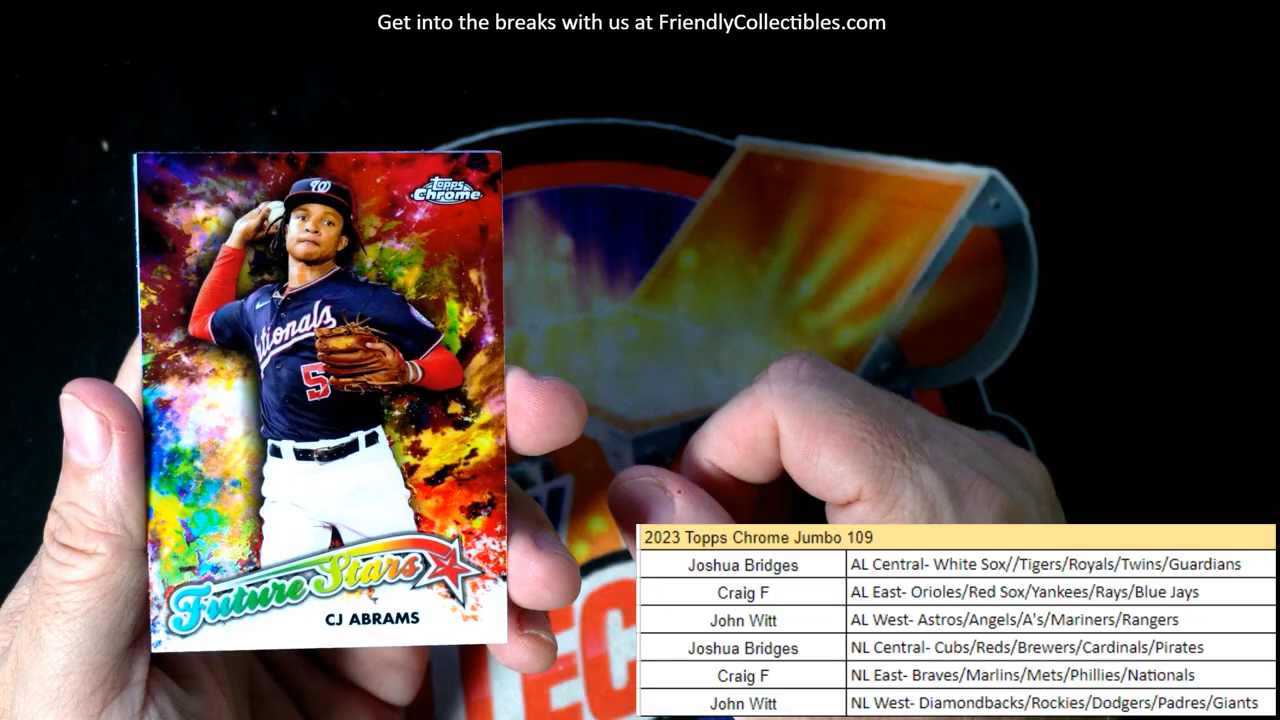 Get into the breaks with us at FriendlyCollectibles.com
W
Topps
Chrome
Nationals
5
Future Stars
CJ ABRAMS
EC
2023 Topps Chrome Jumbo 109
Joshua Bridges AL Central- White Sox//Tigers/Royals/Twins/Guardians
Craig F AL East- Orioles/Red Sox/Yankees/Rays/Blue Jays
John Witt AL West- Astros/Angels/A's/Mariners/Rangers
Joshua Bridges NL Central- Cubs/Reds/Brewers/Cardinals/Pirates
Craig F NL East- Braves/Marlins/Mets/Phillies/Nationals
John Witt NL West- Diamondbacks/Rockies/Dodgers/Padres/Giants